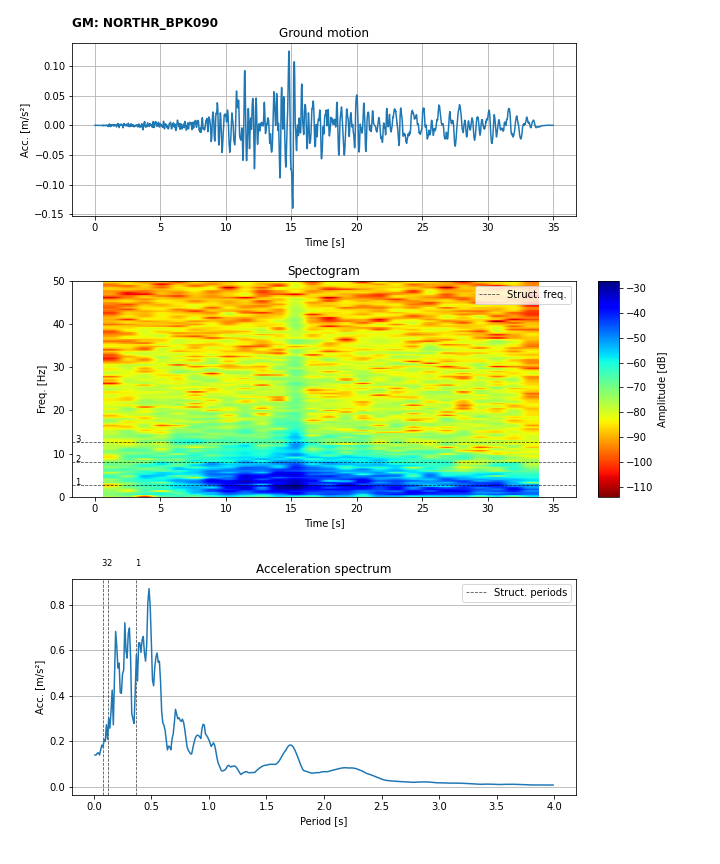 GM: NORTHR_BPK090
Ground motion
0.10
0.05
0.00
−0.05
−0.10
−0.15
Acc. [m/s²]
0 5 10 15 20 25 30 35
Time [s]
Spectogram
50
40
30
20
10
0
Freq. [Hz]
Struct. freq.
3
2
1
0 5 10 15 20 25 30 35
Time [s]
−30
−40
−50
−60
−70
−80
−90
−100
−110
Amplitude [dB]
32 1
Acceleration spectrum
0.8
0.6
0.4
0.2
0.0
Acc. [m/s²]
Struct. periods
0.0 0.5 1.0 1.5 2.0 2.5 3.0 3.5 4.0
Period [s]